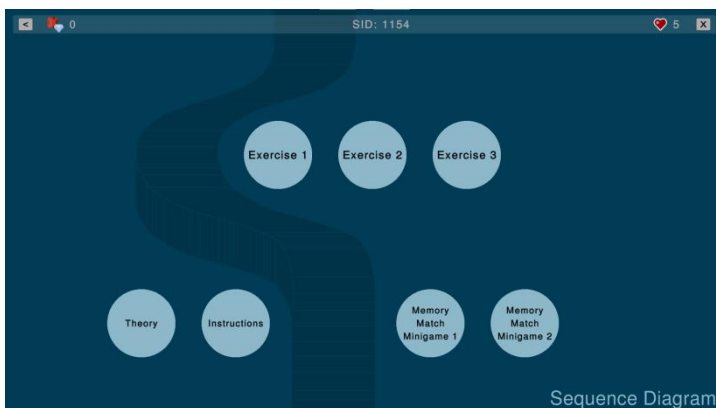 < 0 SID: 1154 5 X
Exercise 1 Exercise 2 Exercise 3
Theory
Instructions
Memory
Match
Minigame 1
Memory
Match
Minigame 2
Sequence Diagram